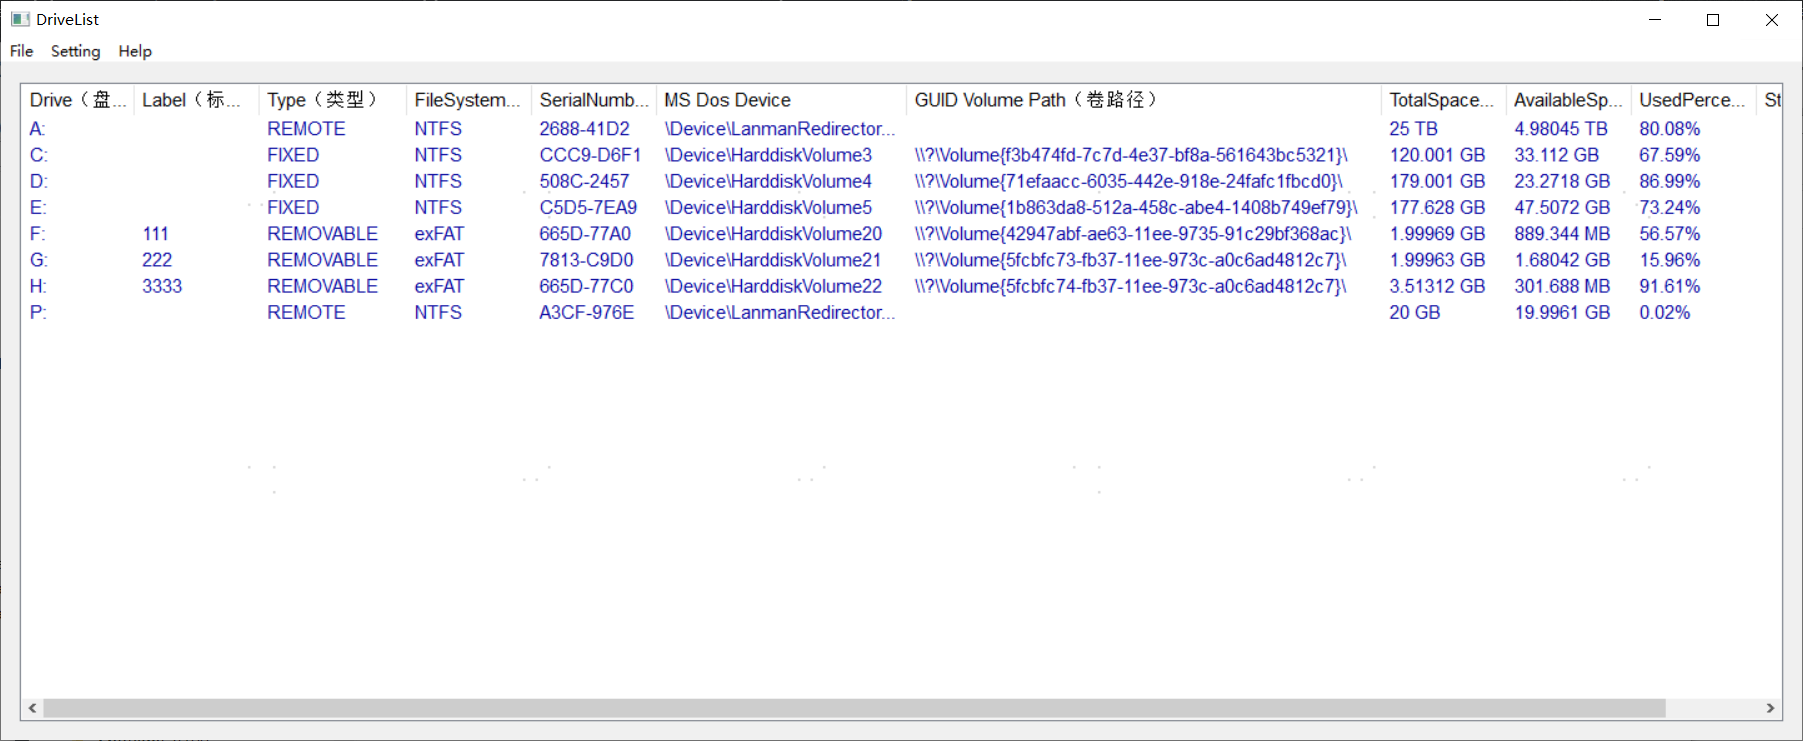 DriveList
File Setting Help
Drive（盘... Label（标... Type（类型） FileSystem... SerialNumb... MS Dos Device GUID Volume Path（卷路径） TotalSpace... AvailableSp... UsedPerce... St
A: REMOTE NTFS 2688-41D2 \Device\LanmanRedirector... 25 TB 4.98045 TB 80.08%
C: FIXED NTFS CCC9-D6F1 \Device\HarddiskVolume3 \\?\Volume{f3b474fd-7c7d-4e37-bf8a-561643bc5321}\ 120.001 GB 33.112 GB 67.59%
D: FIXED NTFS 508C-2457 \Device\HarddiskVolume4 \\?\Volume{71efaacc-6035-442e-918e-24fafc1fbcd0}\ 179.001 GB 23.2718 GB 86.99%
E: FIXED NTFS C5D5-7EA9 \Device\HarddiskVolume5 \\?\Volume{1b863da8-512a-458c-abe4-1408b749ef79}\ 177.628 GB 47.5072 GB 73.24%
F: 111 REMOVABLE exFAT 665D-77A0 \Device\HarddiskVolume20 \\?\Volume{42947abf-ae63-11ee-9735-91c29bf368ac}\ 1.99969 GB 889.344 MB 56.57%
G: 222 REMOVABLE exFAT 7813-C9D0 \Device\HarddiskVolume21 \\?\Volume{5fcbfc73-fb37-11ee-973c-a0c6ad4812c7}\ 1.99963 GB 1.68042 GB 15.96%
H: 3333 REMOVABLE exFAT 665D-77C0 \Device\HarddiskVolume22 \\?\Volume{5fcbfc74-fb37-11ee-973c-a0c6ad4812c7}\ 3.51312 GB 301.688 MB 91.61%
P: REMOTE NTFS A3CF-976E \Device\LanmanRedirector... 20 GB 19.9961 GB 0.02%